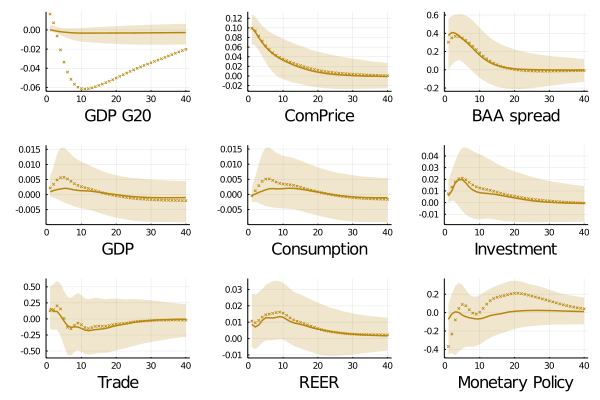 0.00
-0.02
-0.04
-0.06
0 10 20 30 40
GDP G20
0.12
0.10
0.08
0.06
0.04
0.02
0.00
-0.02
0 10 20 30 40
ComPrice
0.6
0.4
0.2
0.0
-0.2
0 10 20 30 40
BAA spread
0.015
0.010
0.005
0.000
-0.005
0 10 20 30 40
GDP
0.015
0.010
0.005
0.000
-0.005
0 10 20 30 40
Consumption
0.04
0.03
0.02
0.01
0.00
-0.01
0 10 20 30 40
Investment
0.50
0.25
0.00
-0.25
-0.50
0 10 20 30 40
Trade
0.03
0.02
0.01
0.00
-0.01
0 10 20 30 40
REER
0.2
0.0
-0.2
-0.4
0 10 20 30 40
Monetary Policy